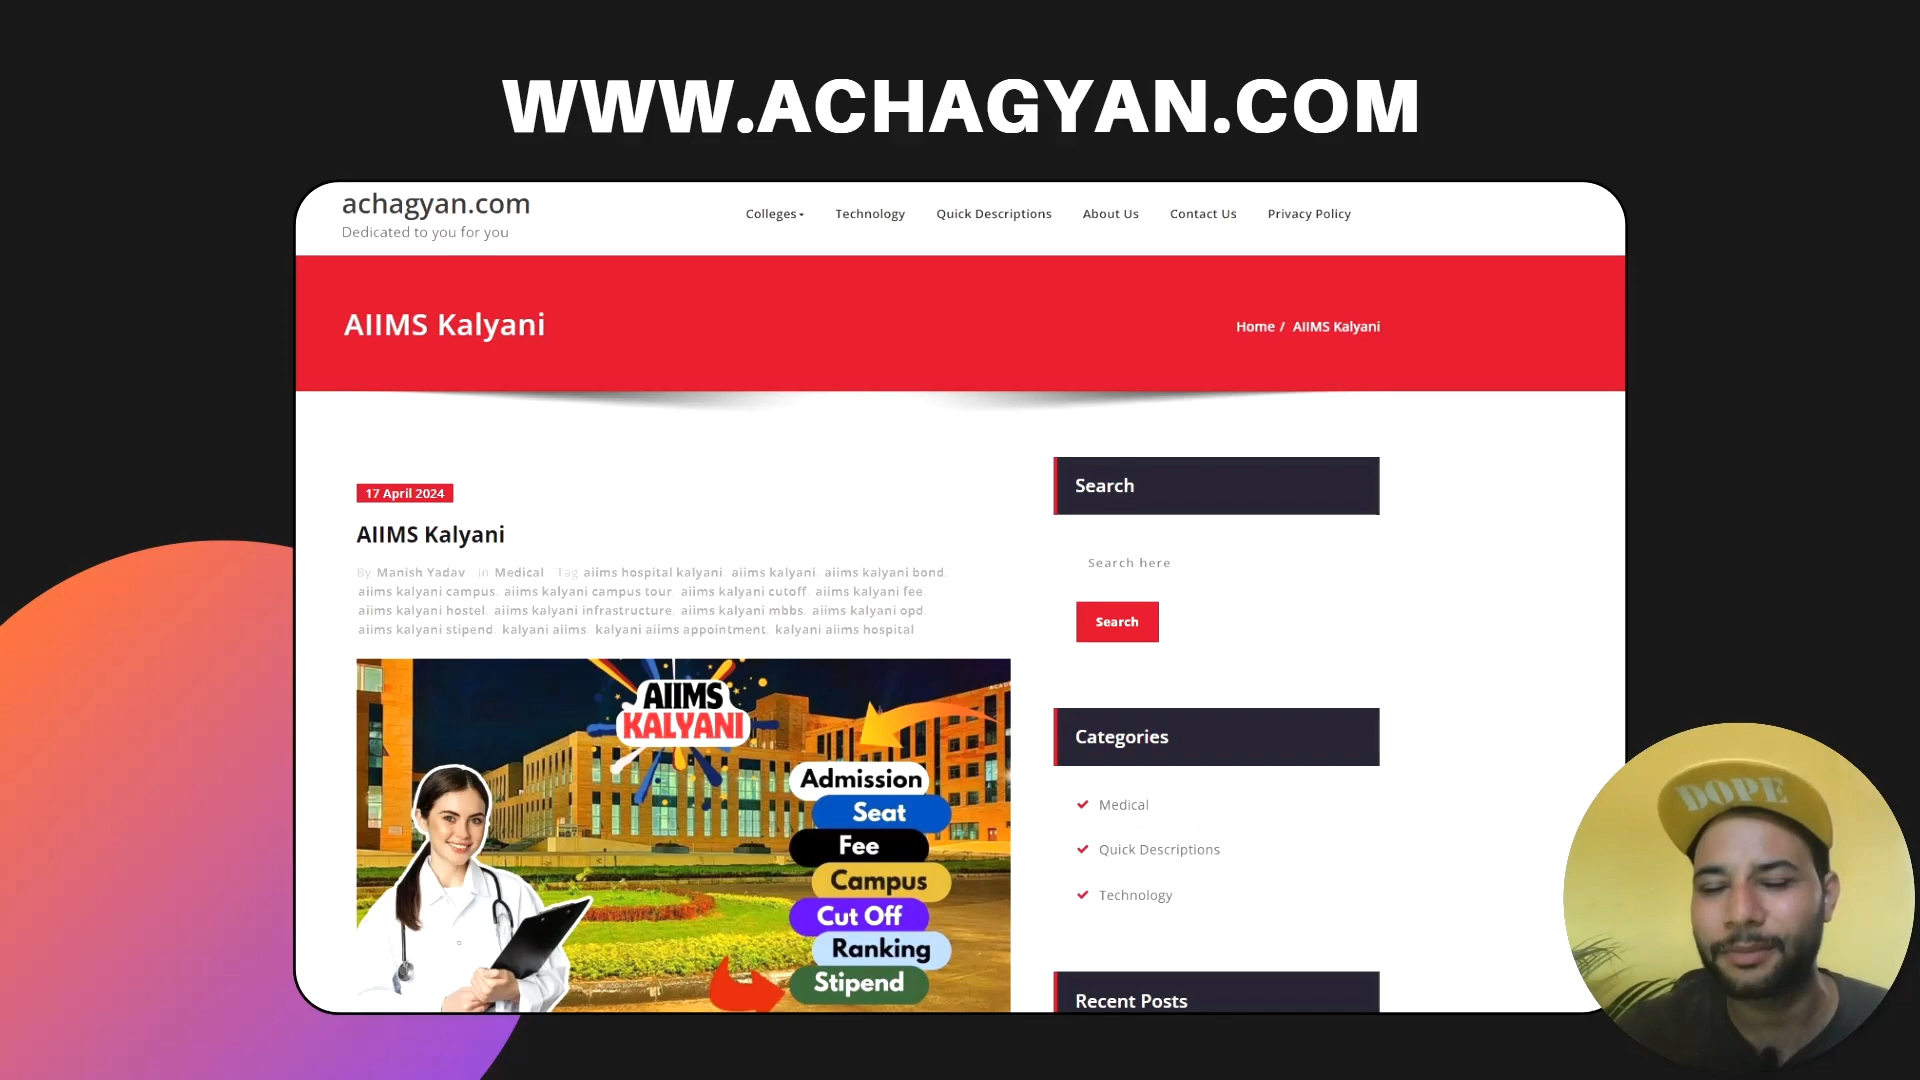 WWW.ACHAGYAN.COM
achagyan.com
Dedicated to you for you
Colleges Technology Quick Descriptions About Us Contact Us Privacy Policy
AIIMS Kalyani
Home / AIIMS Kalyani
17 April 2024
AIIMS Kalyani
By Manish Yadav in Medical Tag aiims hospital kalyani, aiims kalyani, aiims kalyani bond,
aiims kalyani campus, aiims kalyani campus tour, aiims kalyani cutoff, aiims kalyani fee,
aiims kalyani hostel, aiims kalyani infrastructure, aiims kalyani mbbs, aiims kalyani opd,
aiims kalyani stipend, kalyani aiims, kalyani aiims appointment, kalyani aiims hospital
AIIMS
KALYANI
Admission
Seat
Fee
Campus
Cut Off
Ranking
Stipend
Search
Search here
Search
Categories
Medical
Quick Descriptions
Technology
Recent Posts
DOPE